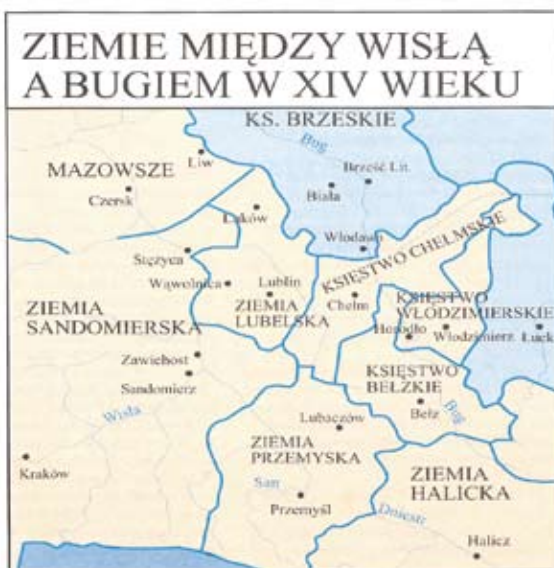 ZIEMIE MIĘDZY WISŁĄ
A BUGIEM W XIV WIEKU
KS. BRZESKIE
Bug
Liw
MAZOWSZE
Brześć Lit.
Czersk
Biała
Łuków
KSIĘSTWO CHEŁMSKIE
Włodawa
Stężyca
Wąwolnica
Lublin
Chełm
ZIEMIA
SANDOMIERSKA
ZIEMIA
LUBELSKA
KSIĘSTWO
WŁODZIMIERSKIE
Horodło
Włodzimierz
Łuck
Zawichost
Sandomierz
KSIĘSTWO
BEŁZKIE
Bełz
Bug
Wisła
Lubaczów
ZIEMIA
PRZEMYSKA
Kraków
San
Przemyśl
ZIEMIA
HALICKA
Dniestr
Halicz